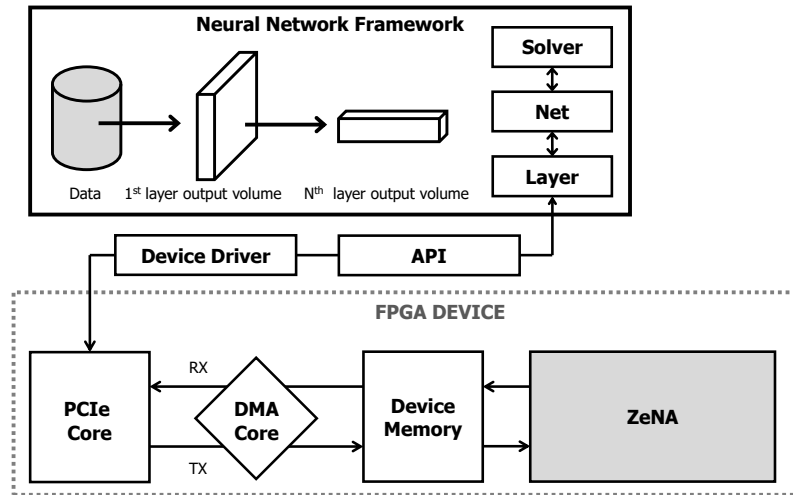 Neural Network Framework
Solver
Net
Layer
Data
1st layer output volume
Nth layer output volume
Device Driver
API
FPGA DEVICE
RX
PCIe
Core
DMA
Core
Device
Memory
ZeNA
TX